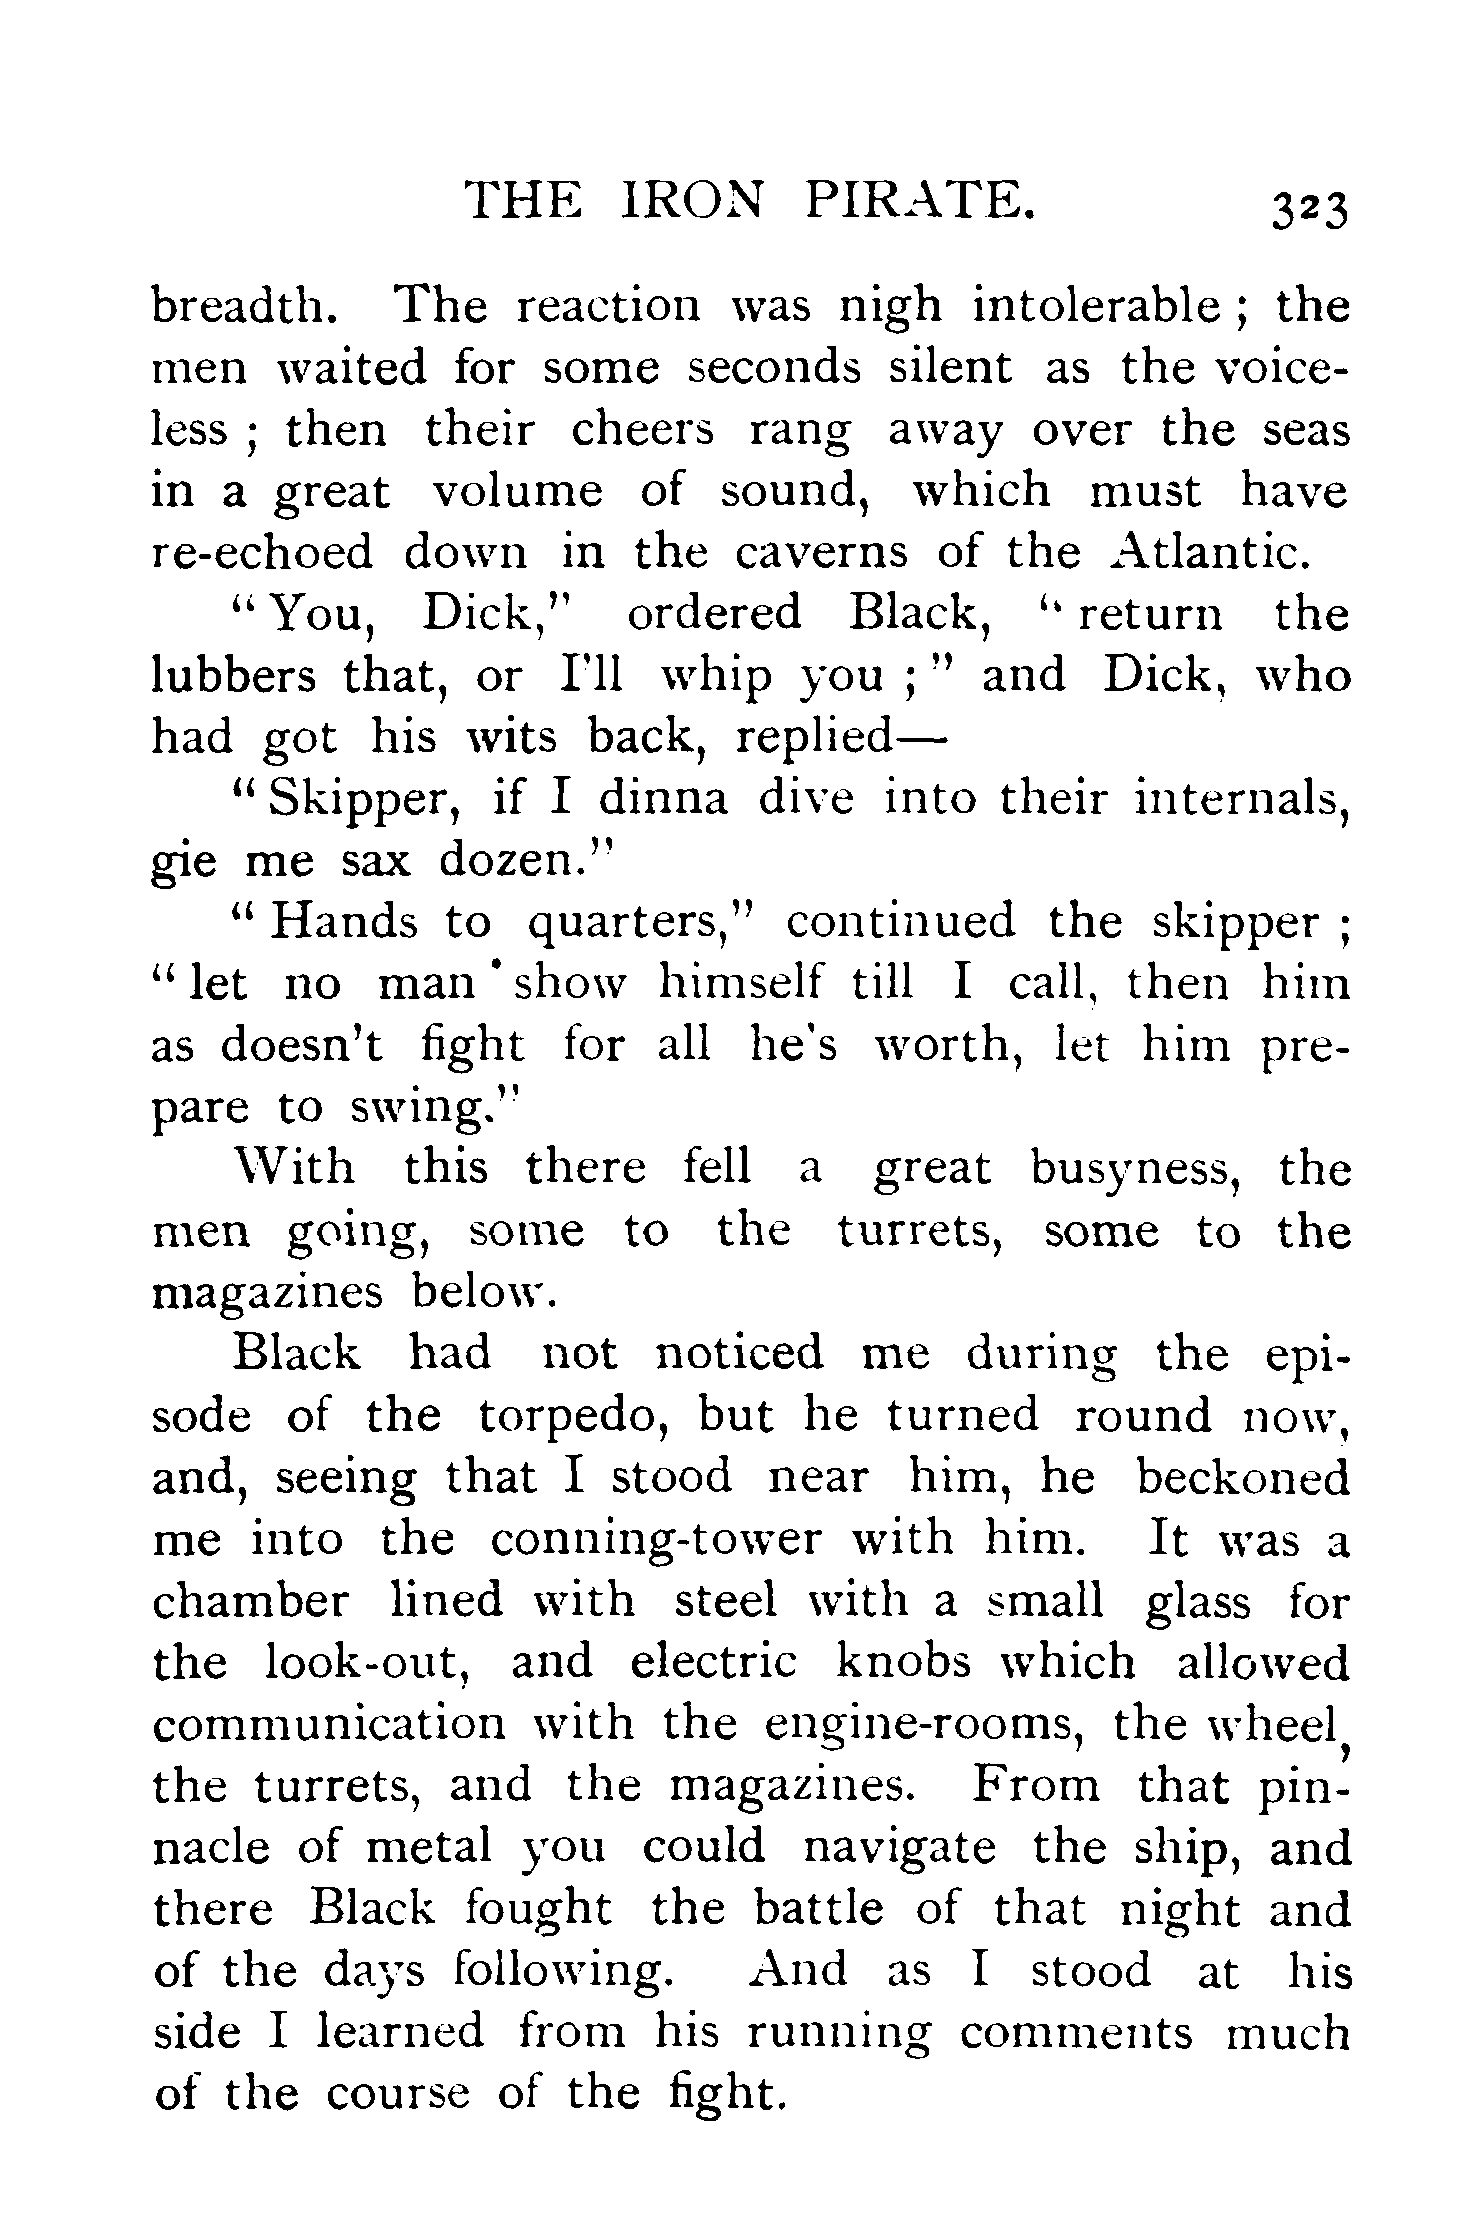 THE IRON PIRATE. 323
breadth. The reaction was nigh intolerable ; the
men waited for some seconds silent as the voice-
less ; then their cheers rang away over the seas
in a great volume of sound, which must have
re-echoed down in the caverns of the Atlantic.
“ You, Dick,” ordered Black, “ return the
lubbers that, or I'll whip you ; ” and Dick, who
had got his wits back, replied—
“ Skipper, if I dinna dive into their internals,
gie me sax dozen.”
“ Hands to quarters,” continued the skipper ;
“ let no man show himself till I call, then him
as doesn't fight for all he's worth, let him pre-
pare to swing.”
With this there fell a great busyness, the
men going, some to the turrets, some to the
magazines below.
Black had not noticed me during the epi-
sode of the torpedo, but he turned round now,
and, seeing that I stood near him, he beckoned
me into the conning-tower with him. It was a
chamber lined with steel with a small glass for
the look-out, and electric knobs which allowed
communication with the engine-rooms, the wheel,
the turrets, and the magazines. From that pin-
nacle of metal you could navigate the ship, and
there Black fought the battle of that night and
of the days following. And as I stood at his
side I learned from his running comments much
of the course of the fight.